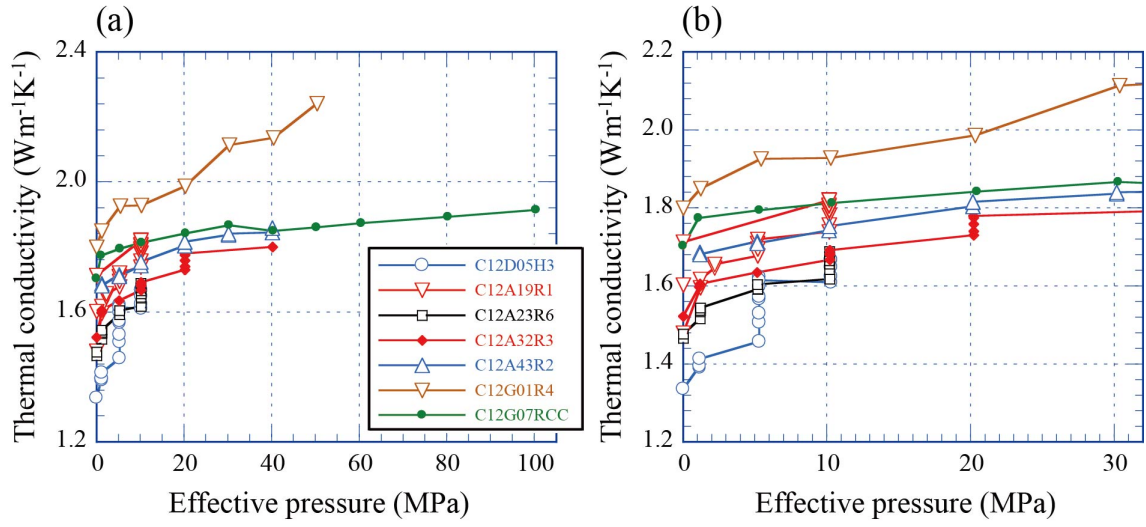 (a)
Thermal conductivity (Wm-1K-1)
2.4
2.0
1.6
1.2
0 20 40 60 80 100
Effective pressure (MPa)
C12D05H3
C12A19R1
C12A23R6
C12A32R3
C12A43R2
C12G01R4
C12G07RCC
(b)
Thermal conductivity (Wm-1K-1)
2.2
2.0
1.8
1.6
1.4
1.2
0 10 20 30
Effective pressure (MPa)